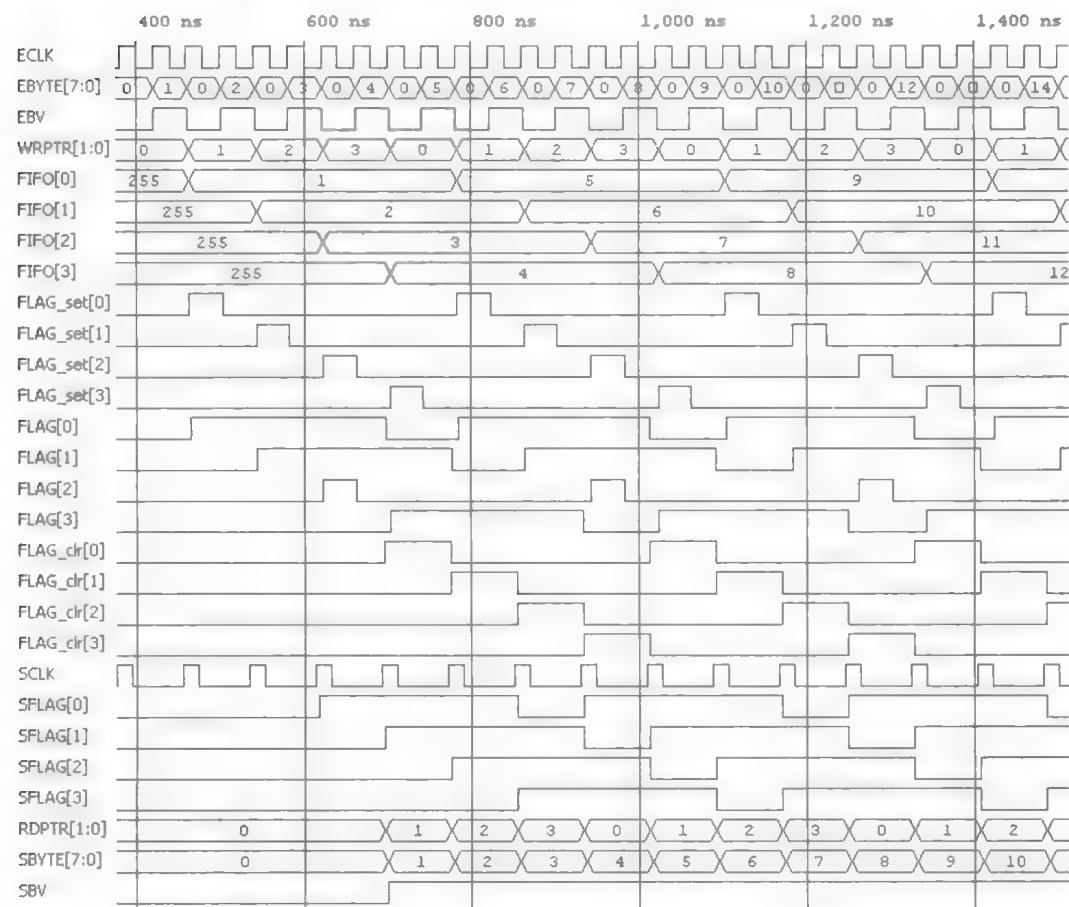 400 ns 600 ns 800 ns 1,000 ns 1,200 ns 1,400 ns
ECLK
EBYTE[7:0] 0 1 0 2 0 3 0 4 0 5 0 6 0 7 0 8 0 9 0 10 0 0 12 0 0 14
EBV
WRPTR[1:0] 0 1 2 3 0 1 2 3 0 1 2 3 0 1
FIFO[0] 255 1 5 9
FIFO[1] 255 2 6 10
FIFO[2] 255 3 7 11
FIFO[3] 255 4 8 12
FLAG_set[0]
FLAG_set[1]
FLAG_set[2]
FLAG_set[3]
FLAG[0]
FLAG[1]
FLAG[2]
FLAG[3]
FLAG_clr[0]
FLAG_clr[1]
FLAG_clr[2]
FLAG_clr[3]
SCLK
SFLAG[0]
SFLAG[1]
SFLAG[2]
SFLAG[3]
RDPTR[1:0] 0 1 2 3 0 1 2 3 0 1 2
SBYTE[7:0] 0 1 2 3 4 5 6 7 8 9 10
SBV